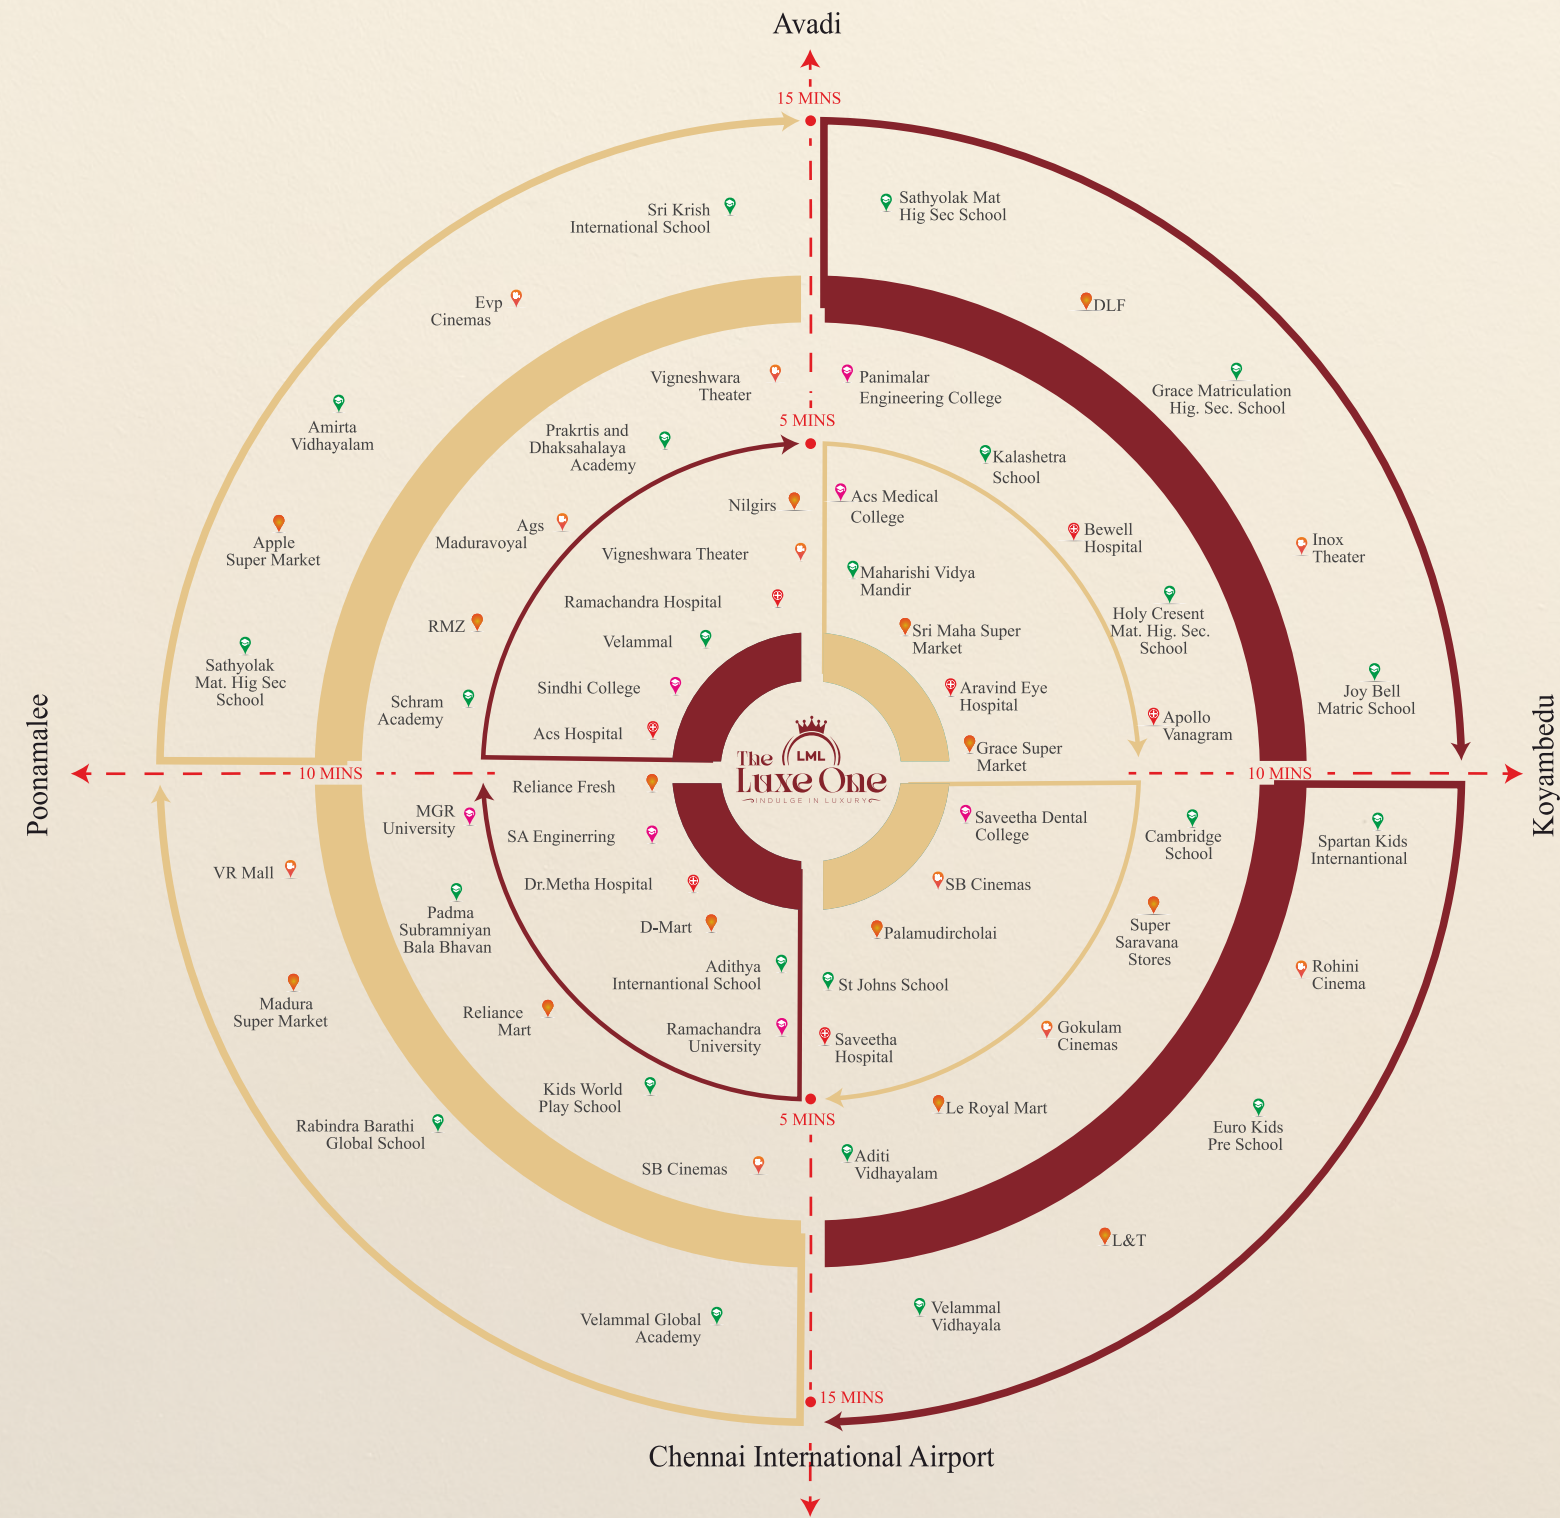 Avadi
15 MINS
Sri Krish
International School
Sathyolak Mat
Hig Sec School
Evp
Cinemas
DLF
Vigneshwara
Theater
Panimalar
Engineering College
Grace Matriculation
Hig. Sec. School
Amirta
Vidhayalam
5 MINS
Prakrtis and
Dhaksahalaya
Academy
Kalashetra
School
Nilgirs
Acs Medical
College
Ags
Maduravoyal
Apple
Super Market
Bewell
Hospital
Inox
Theater
Vigneshwara Theater
Maharishi Vidya
Mandir
Ramachandra Hospital
RMZ
Holy Cresent
Mat. Hig. Sec.
School
Velammal
Sri Maha Super
Market
Sathyolak
Mat. Hig Sec
School
Sindhi College
Aravind Eye
Hospital
Joy Bell
Matric School
Schram
Academy
Acs Hospital
Apollo
Vanagram
Grace Super
Market
The
LML
Luxe One
INDULGE IN LUXURY
Poonamalee
10 MINS
10 MINS
Koyambedu
Reliance Fresh
MGR
University
SA Enginerring
Saveetha Dental
College
Cambridge
School
Spartan Kids
Internantional
VR Mall
Dr.Metha Hospital
SB Cinemas
Padma
Subramniyan
Bala Bhavan
D-Mart
Palamudircholai
Super
Saravana
Stores
Adithya
Internantional School
St Johns School
Rohini
Cinema
Madura
Super Market
Reliance
Mart
Ramachandra
University
Saveetha
Hospital
Gokulam
Cinemas
Kids World
Play School
Le Royal Mart
5 MINS
Rabindra Barathi
Global School
Euro Kids
Pre School
SB Cinemas
Aditi
Vidhayalam
L&T
Velammal Global
Academy
Velammal
Vidhayala
15 MINS
Chennai International Airport